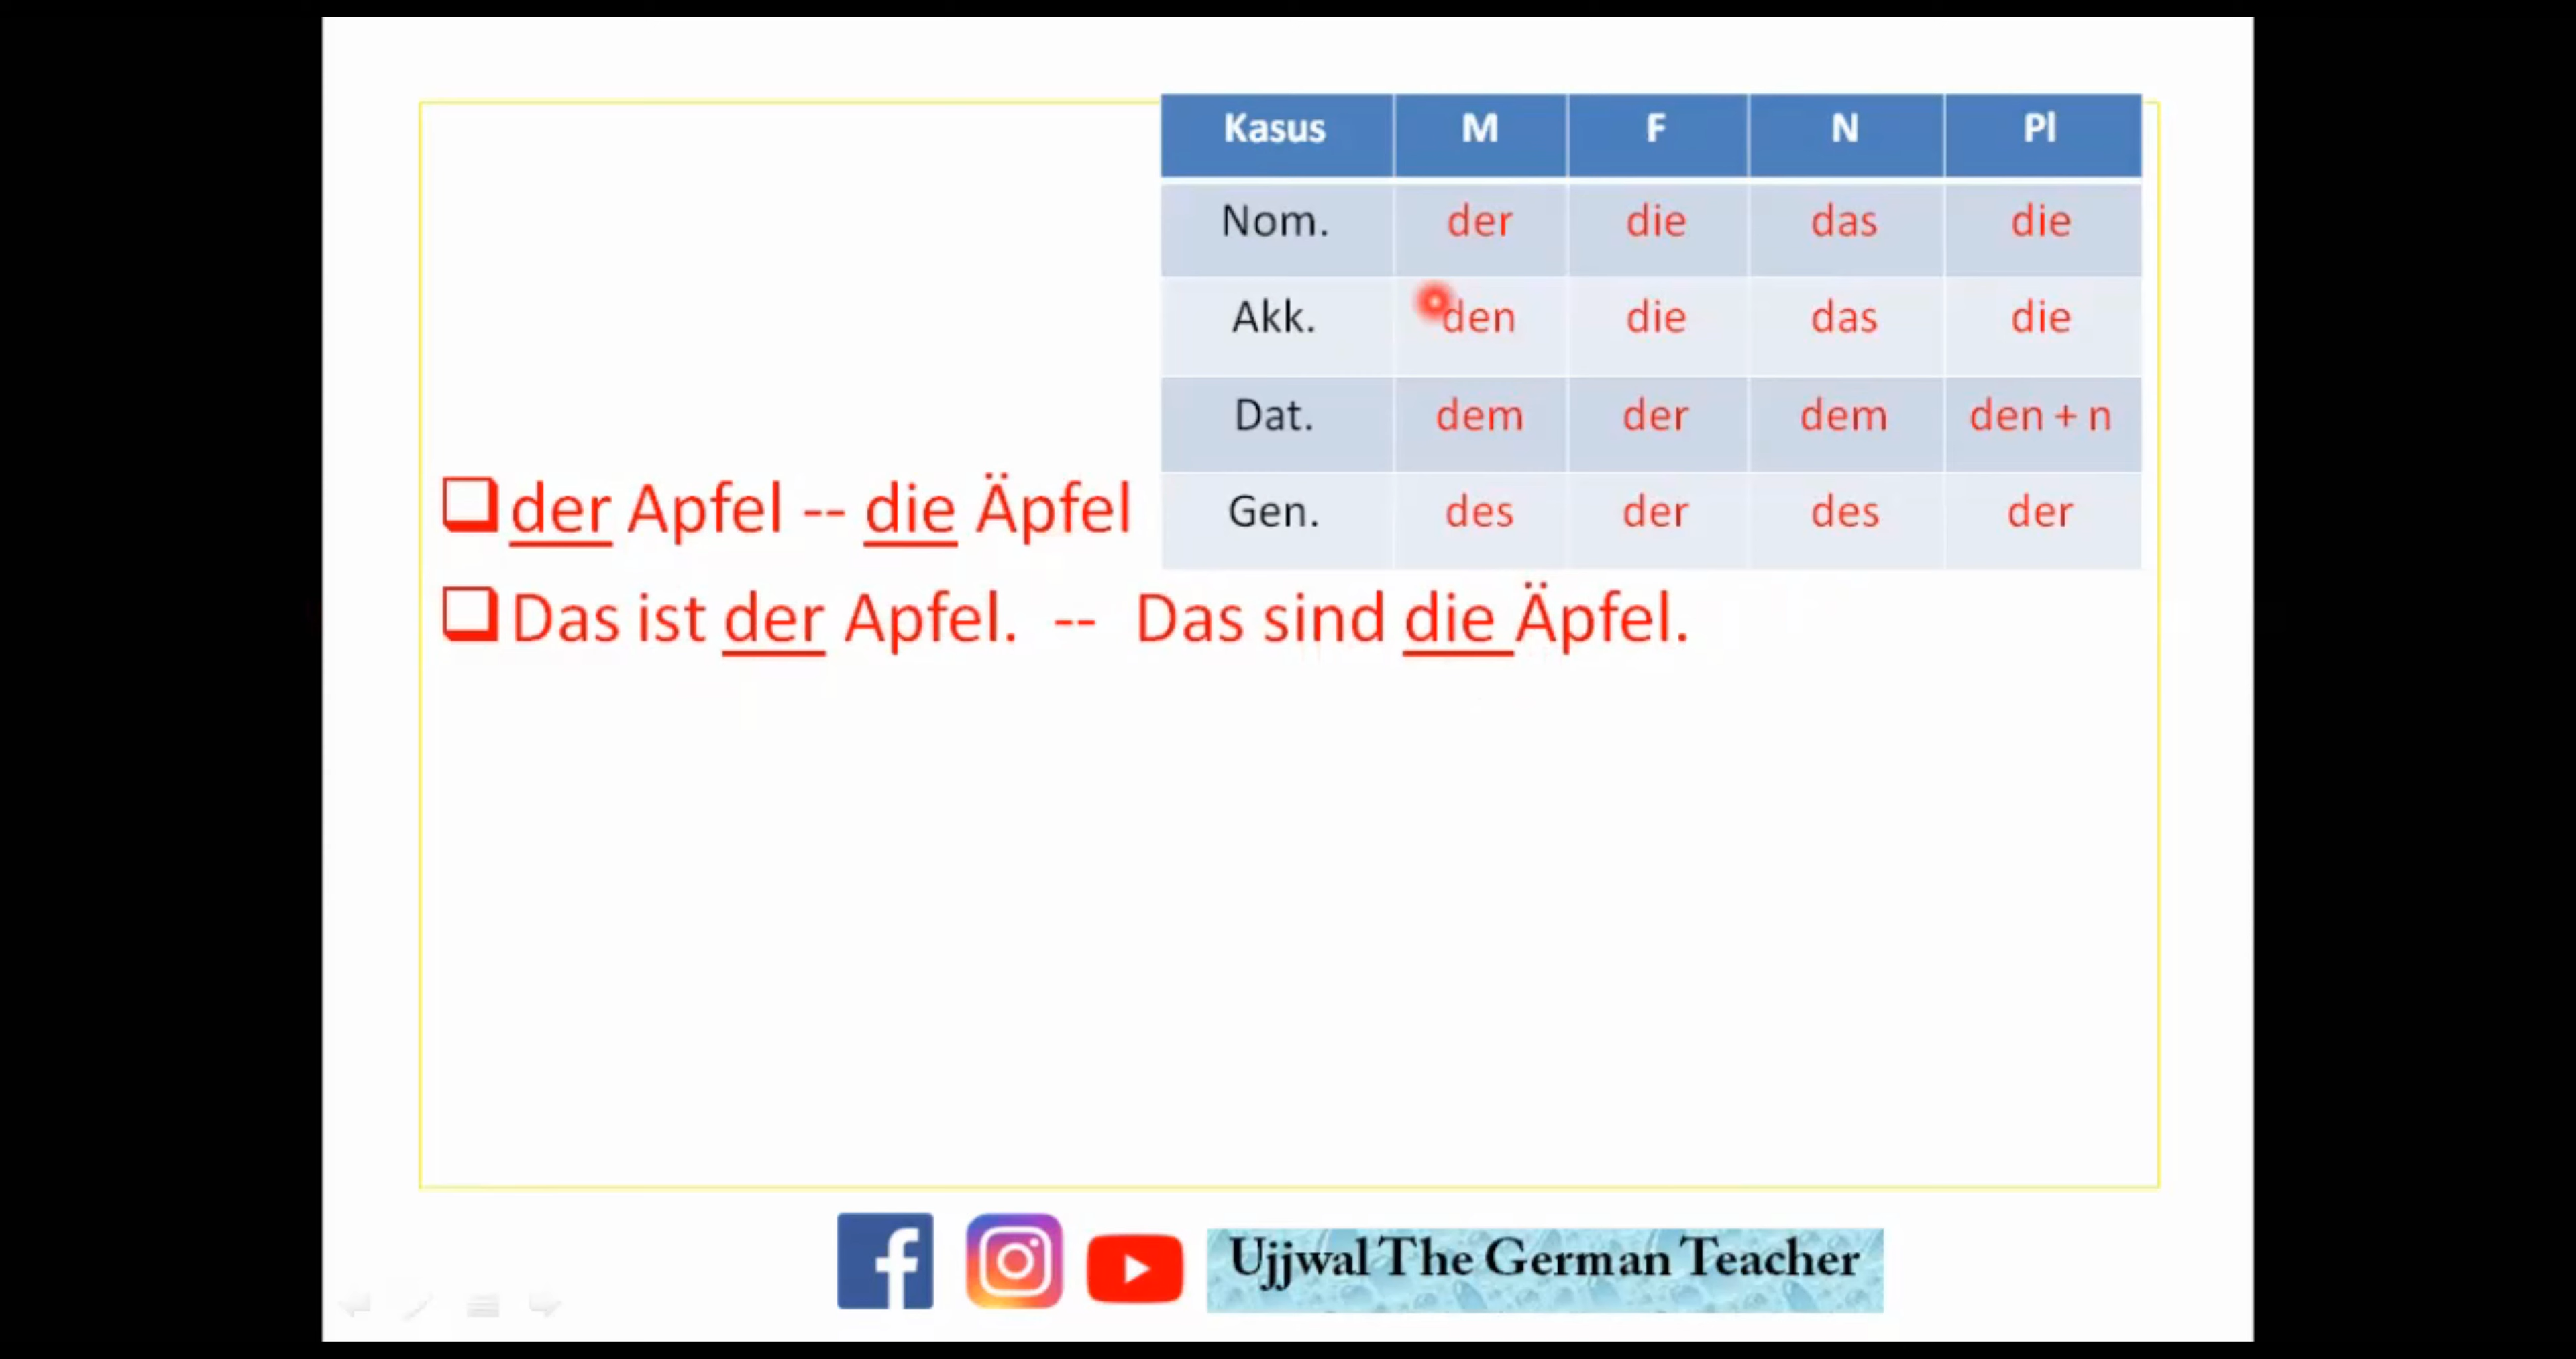 Kasus M F N Pl
Nom. der die das die
Akk. den die das die
Dat. dem der dem den + n
Gen. des der des der
der Apfel -- die Äpfel
Das ist der Apfel. -- Das sind die Äpfel.
Ujjwal The German Teacher